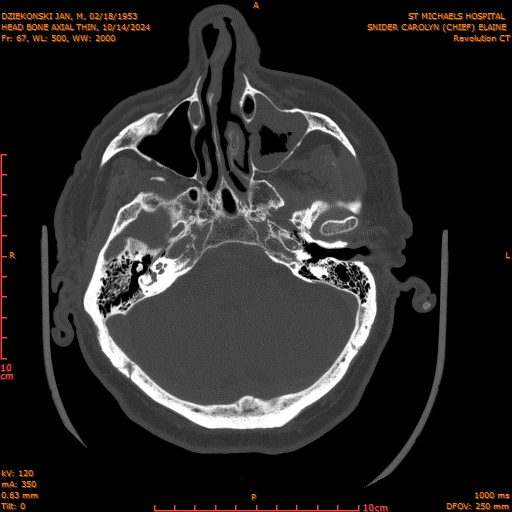 DZIEKONSKI JAN, M, 02/18/1953
HEAD BONE AXIAL THIN, 10/14/2024
Fr: 67, WL: 500, WW: 2000
A
ST MICHAELS HOSPITAL
SNIDER CAROLYN (CHIEF) ELAINE
Revolution CT
R
L
10
cm
kV: 120
mA: 350
0.63 mm
Tilt: 0
P
10cm
1000 ms
DFOV: 250 mm